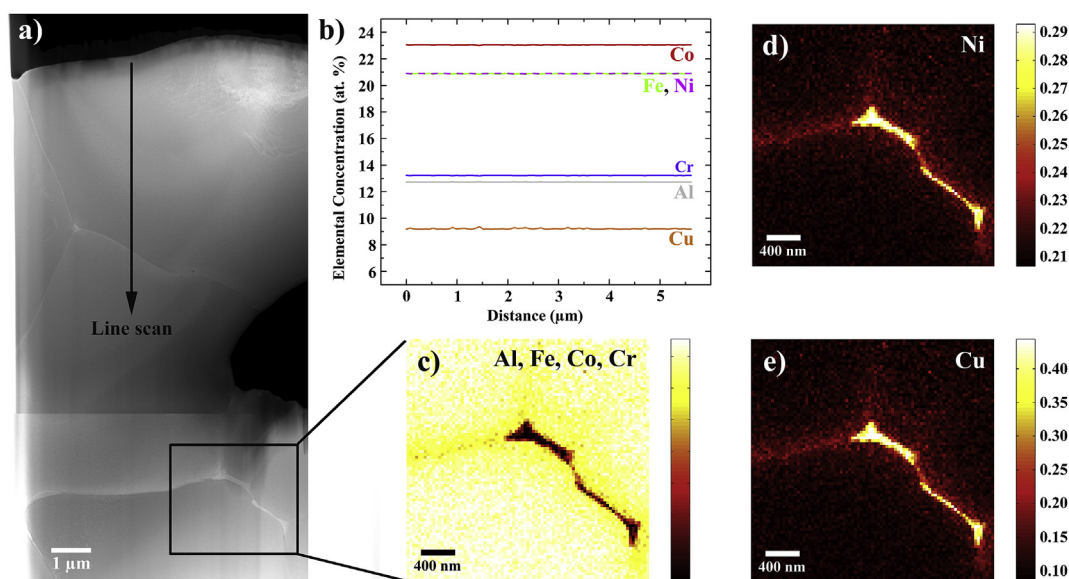 a)
Line scan
1 µm
b)
Elemental Concentration (at. %)
24
22
20
18
16
14
12
10
8
6
Co
Fe, Ni
Cr
Al
Cu
0
1
2
3
4
5
Distance (µm)
c)
Al, Fe, Co, Cr
400 nm
d)
Ni
400 nm
0.29
0.28
0.27
0.26
0.25
0.24
0.23
0.22
0.21
e)
Cu
400 nm
0.40
0.35
0.30
0.25
0.20
0.15
0.10